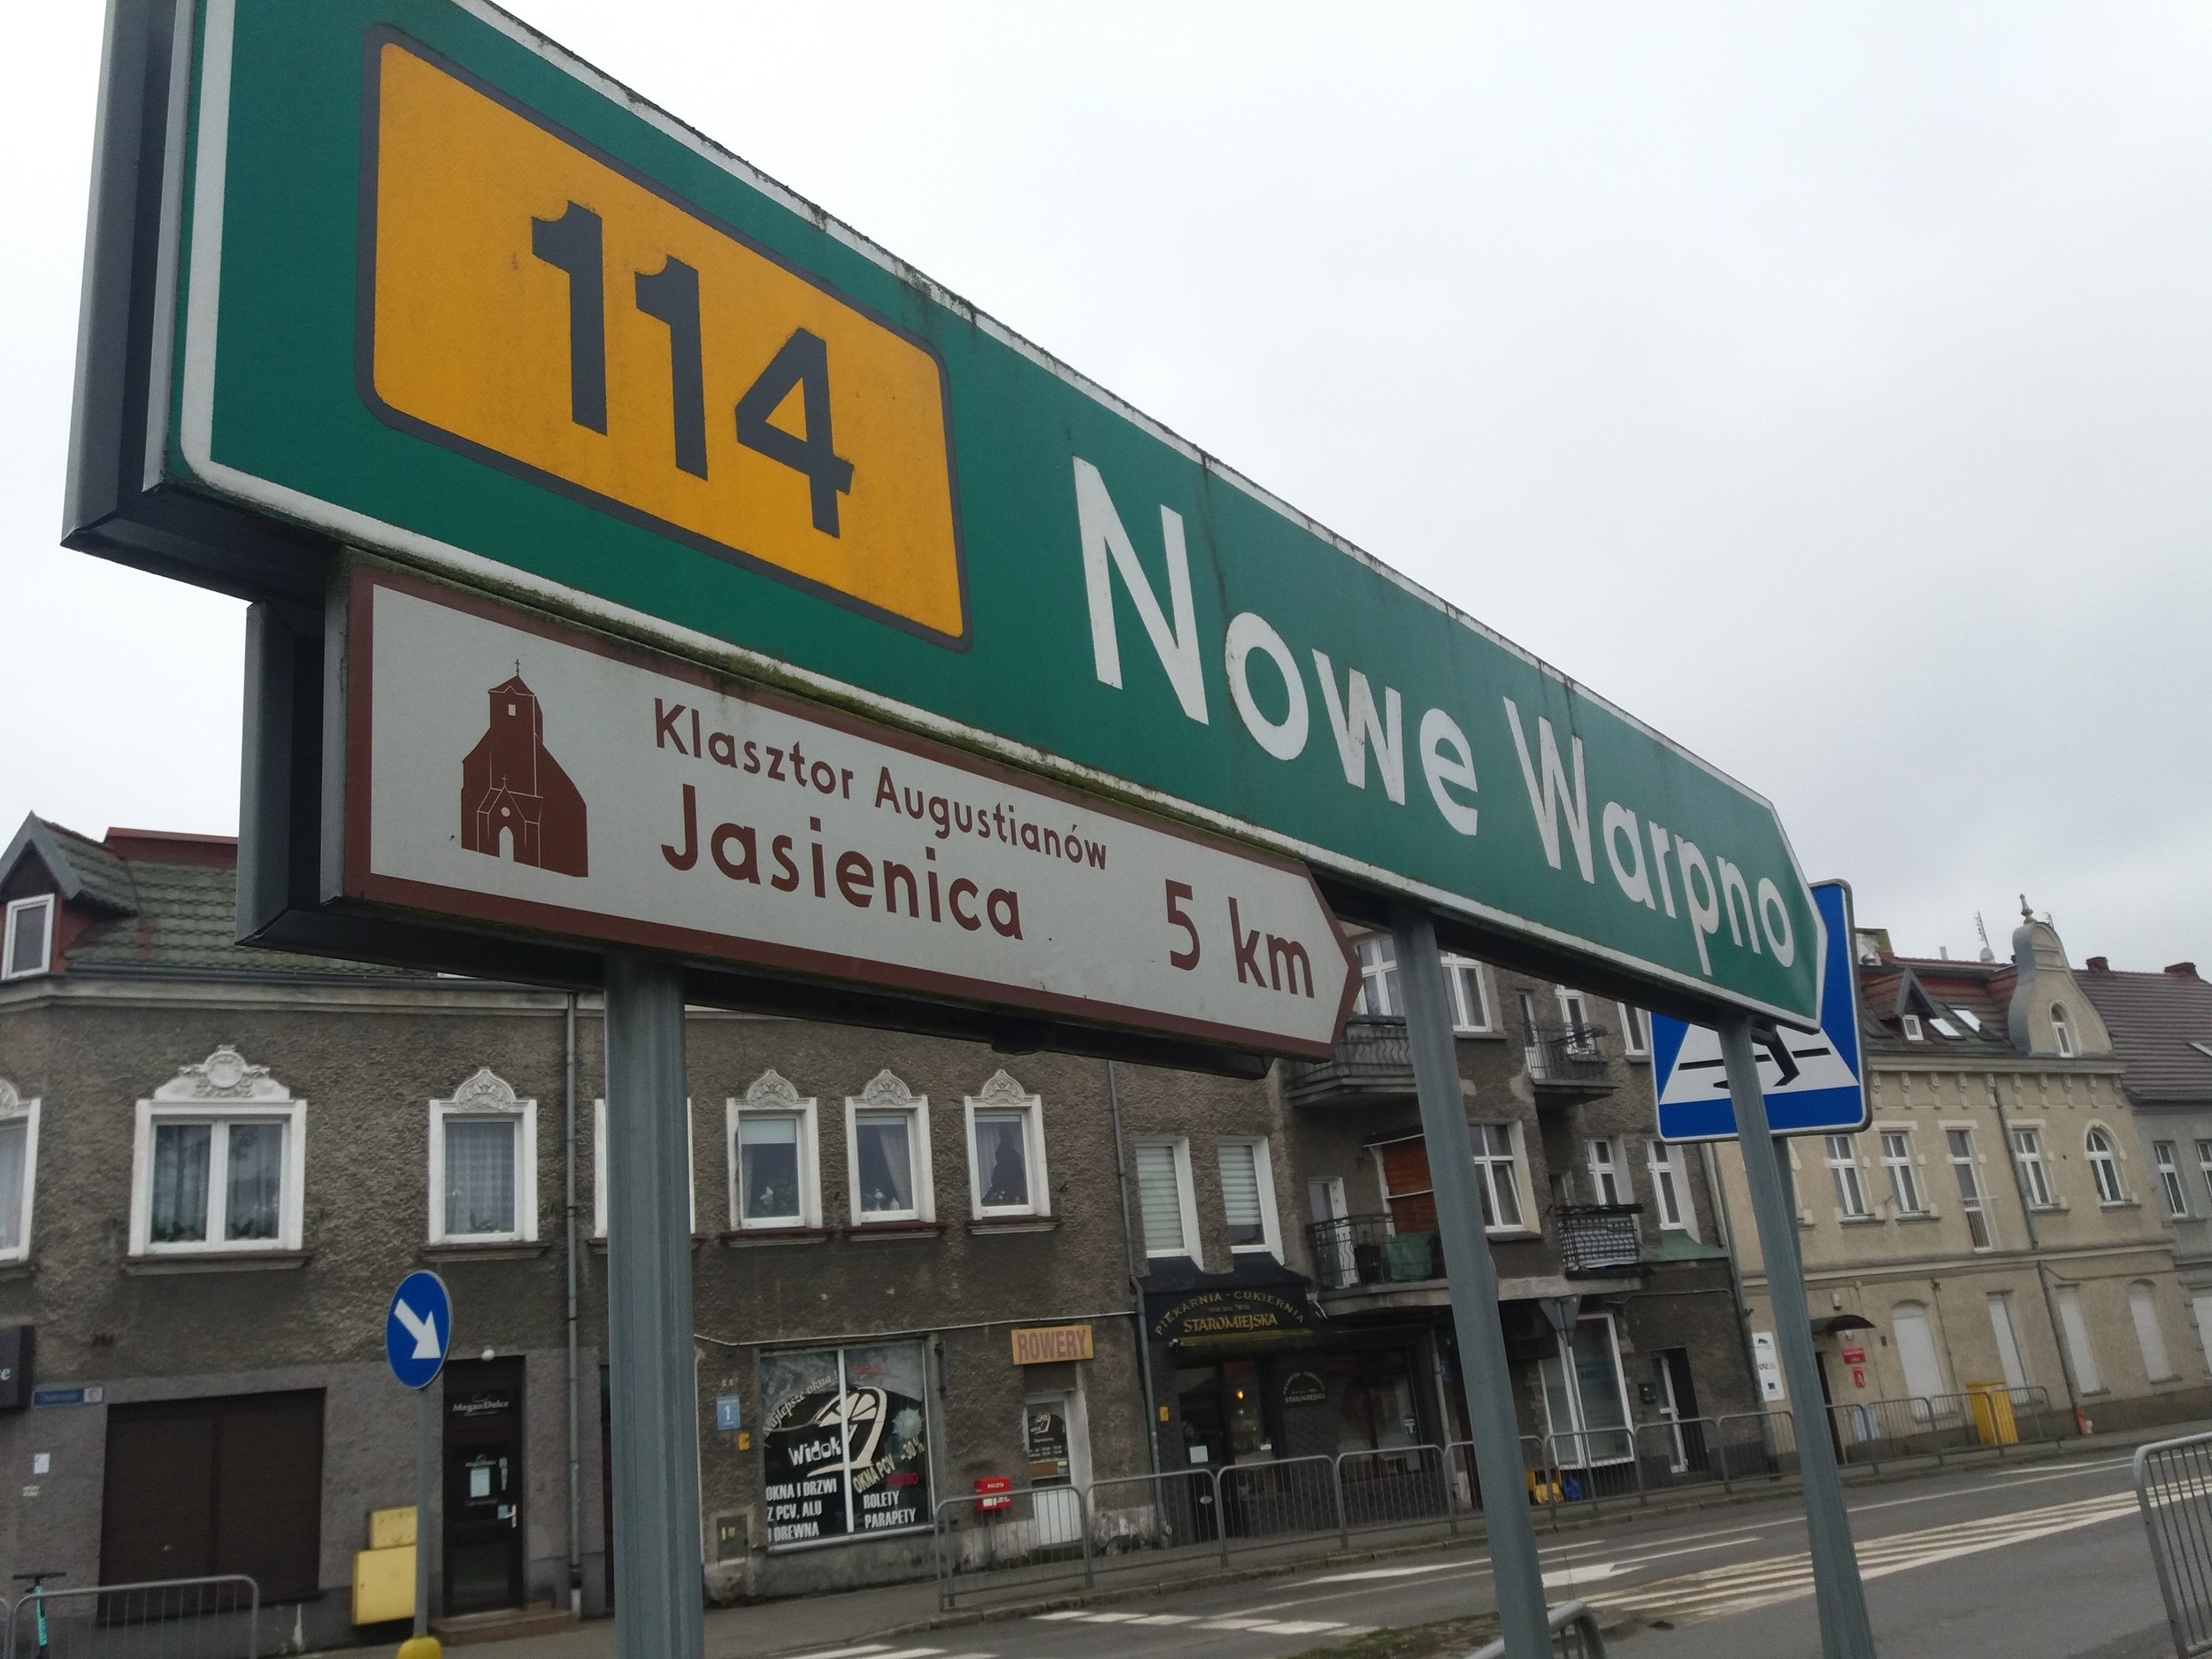 114
Nowe Warpno
Klasztor Augustianów
Jasienica
5 km
PIEKARNIA - CUKIERNIA
STAROMIEJSKA
ROWERY
1
Widok
OKNA I DRZWI
Z PCV, ALU
I DREWNA
OKNA PCV -30%
ROLETY
PARAPETY